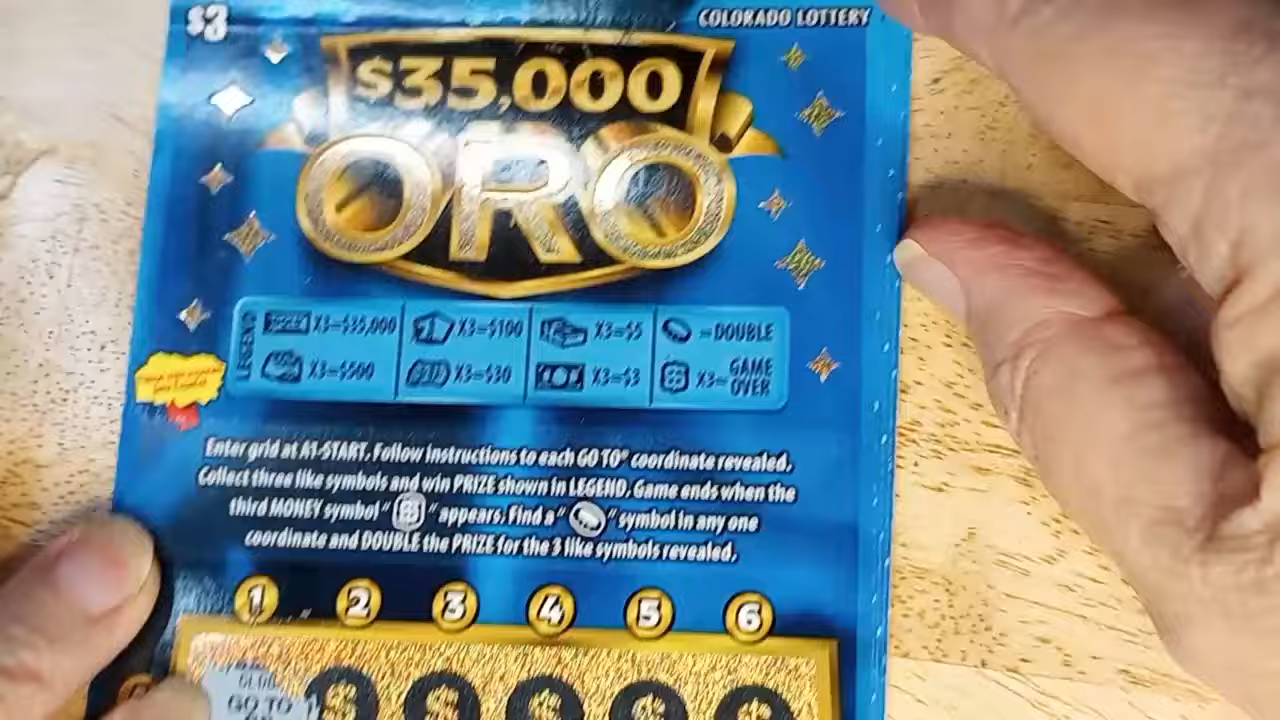 $3
COLORADO LOTTERY
$35,000
ORO
LEGEND
X3=$35,000 X3=$100 X3=$5 =DOUBLE
X3=$500 X3=$30 X3=$3 X3=GAME OVER
Enter grid at A1-START. Follow instructions to each GO TO® coordinate revealed.
Collect three like symbols and win PRIZE shown in LEGEND. Game ends when the
third MONEY symbol " " appears. Find a " " symbol in any one
coordinate and DOUBLE the PRIZE for the 3 like symbols revealed.
1 2 3 4 5 6
GO TO